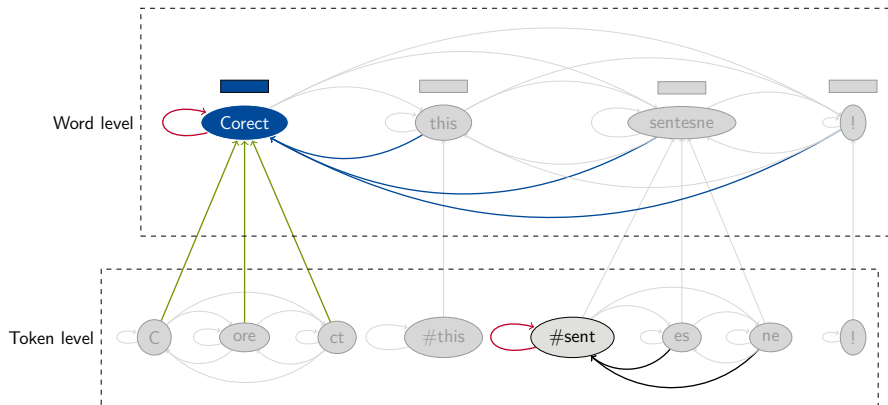 Word level Corect this sentesne !
Token level C ore ct #this #sent es ne !